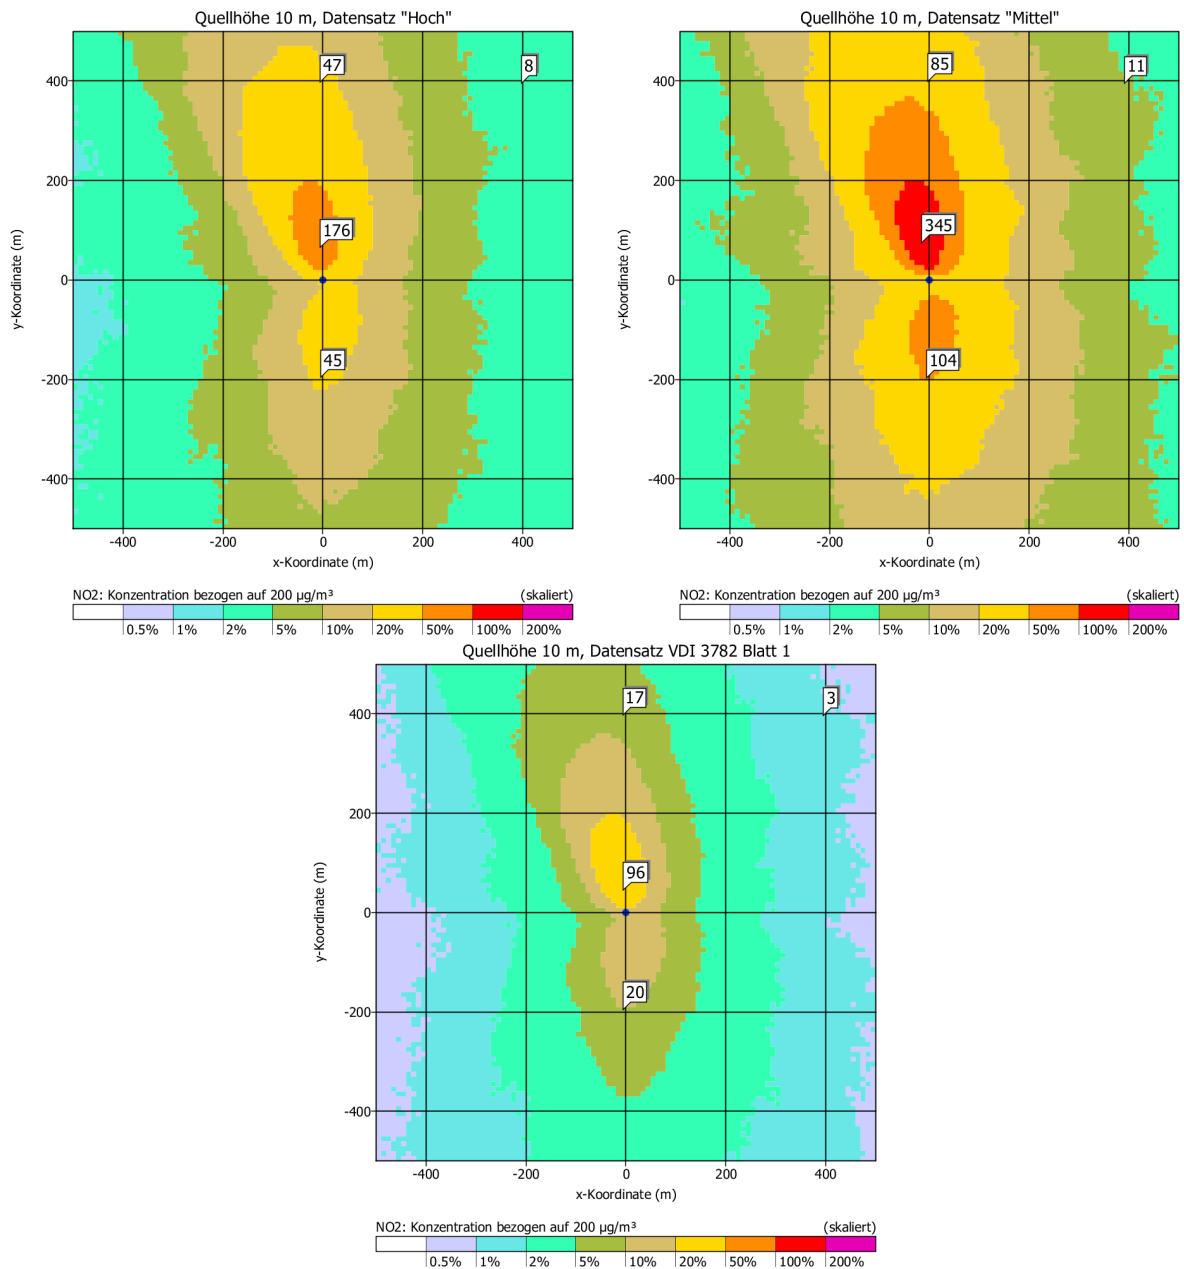 Quellhöhe 10 m, Datensatz "Hoch"
47
8
176
45
400
200
0
-200
-400
y-Koordinate (m)
-400 -200 0 200 400
x-Koordinate (m)
NO2: Konzentration bezogen auf 200 µg/m³ (skaliert)
0.5% 1% 2% 5% 10% 20% 50% 100% 200%
Quellhöhe 10 m, Datensatz "Mittel"
85
11
345
104
400
200
0
-200
-400
y-Koordinate (m)
-400 -200 0 200 400
x-Koordinate (m)
NO2: Konzentration bezogen auf 200 µg/m³ (skaliert)
0.5% 1% 2% 5% 10% 20% 50% 100% 200%
Quellhöhe 10 m, Datensatz VDI 3782 Blatt 1
17
3
96
20
400
200
0
-200
-400
y-Koordinate (m)
-400 -200 0 200 400
x-Koordinate (m)
NO2: Konzentration bezogen auf 200 µg/m³ (skaliert)
0.5% 1% 2% 5% 10% 20% 50% 100% 200%